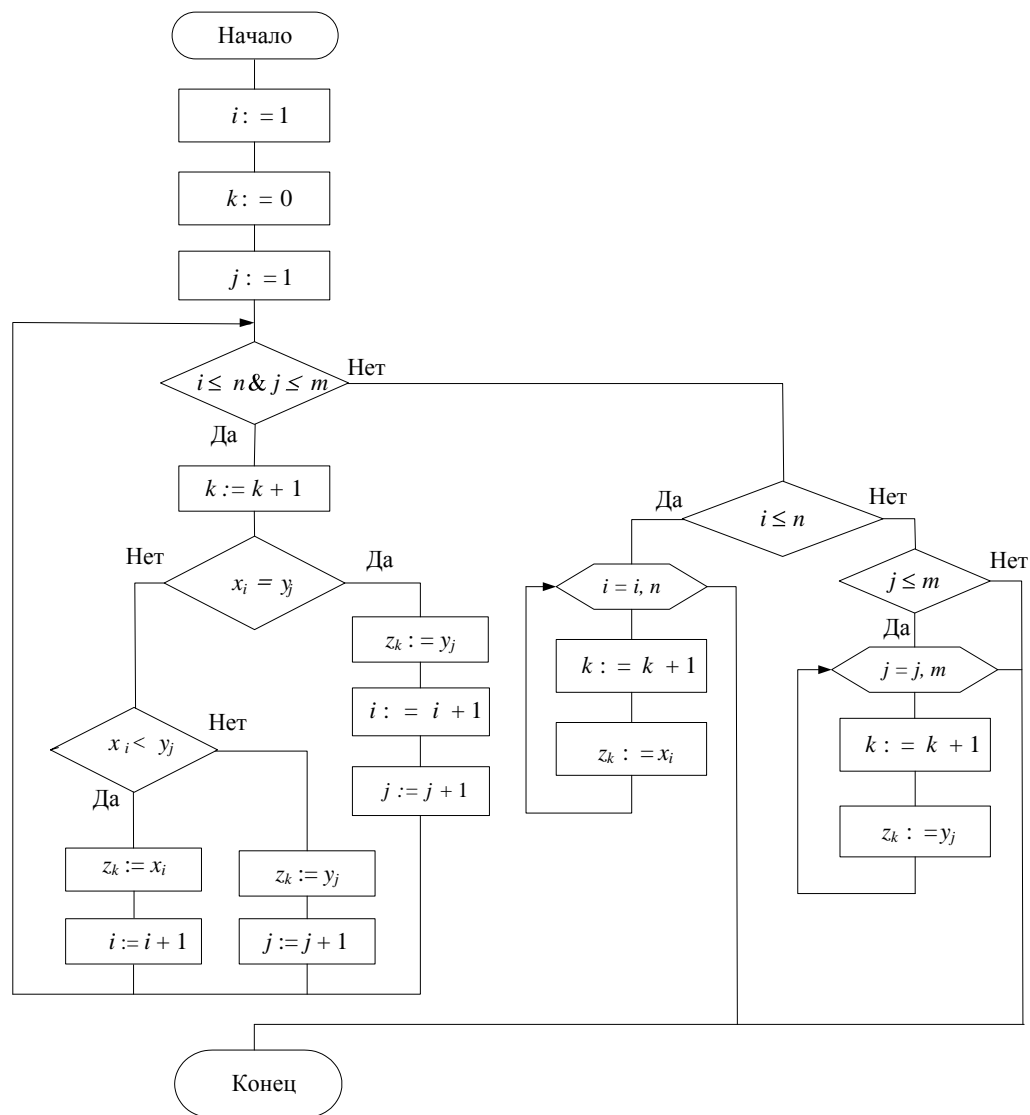 Начало
i : = 1
k : = 0
j : = 1
i ≤ n & j ≤ m
Нет
Да
k := k + 1
Да
i ≤ n
Нет
Нет
x_i = y_j
Да
i = i, n
j ≤ m
Нет
z_k : = y_j
k : = k + 1
Да
j = j, m
i : = i + 1
x_i < y_j
Нет
z_k : = x_i
k : = k + 1
Да
j := j + 1
z_k := x_i
z_k := y_j
z_k : = y_j
i := i + 1
j := j + 1
Конец